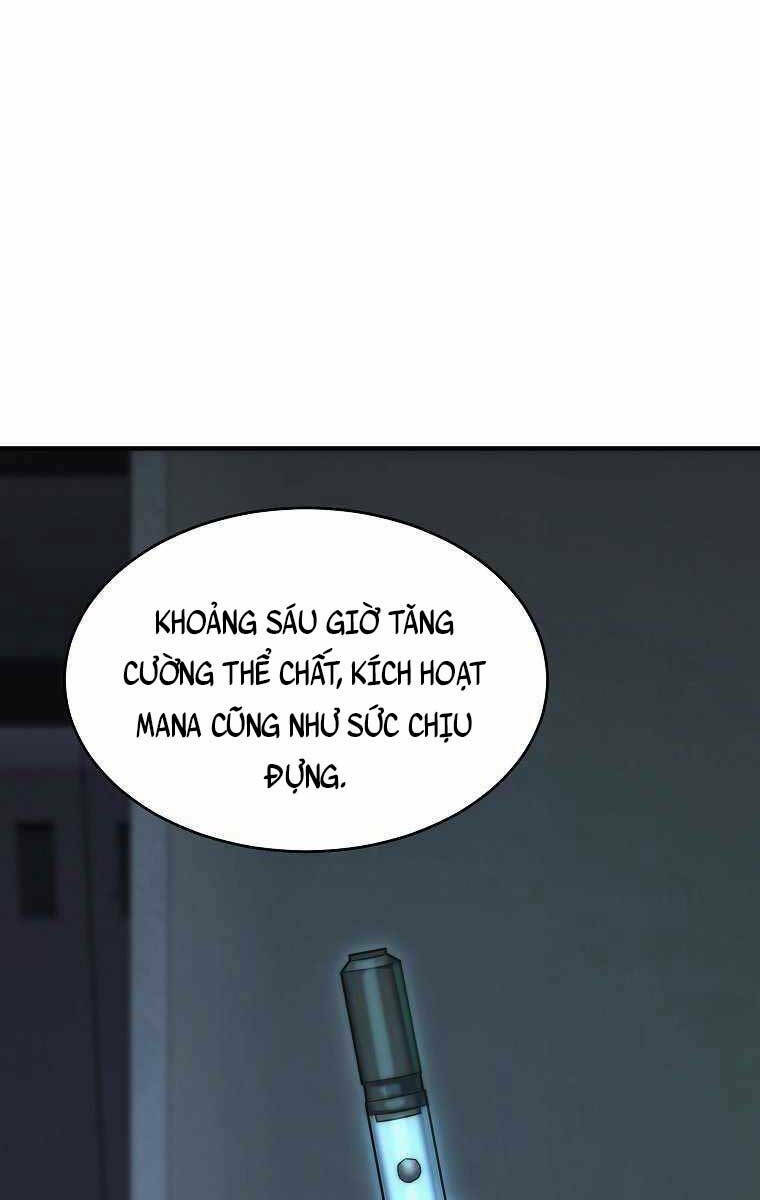 KHOẢNG SÁU GIỜ TĂNG
CƯỜNG THỂ CHẤT, KÍCH HOẠT
MANA CŨNG NHƯ SỨC CHỊU
ĐỰNG.